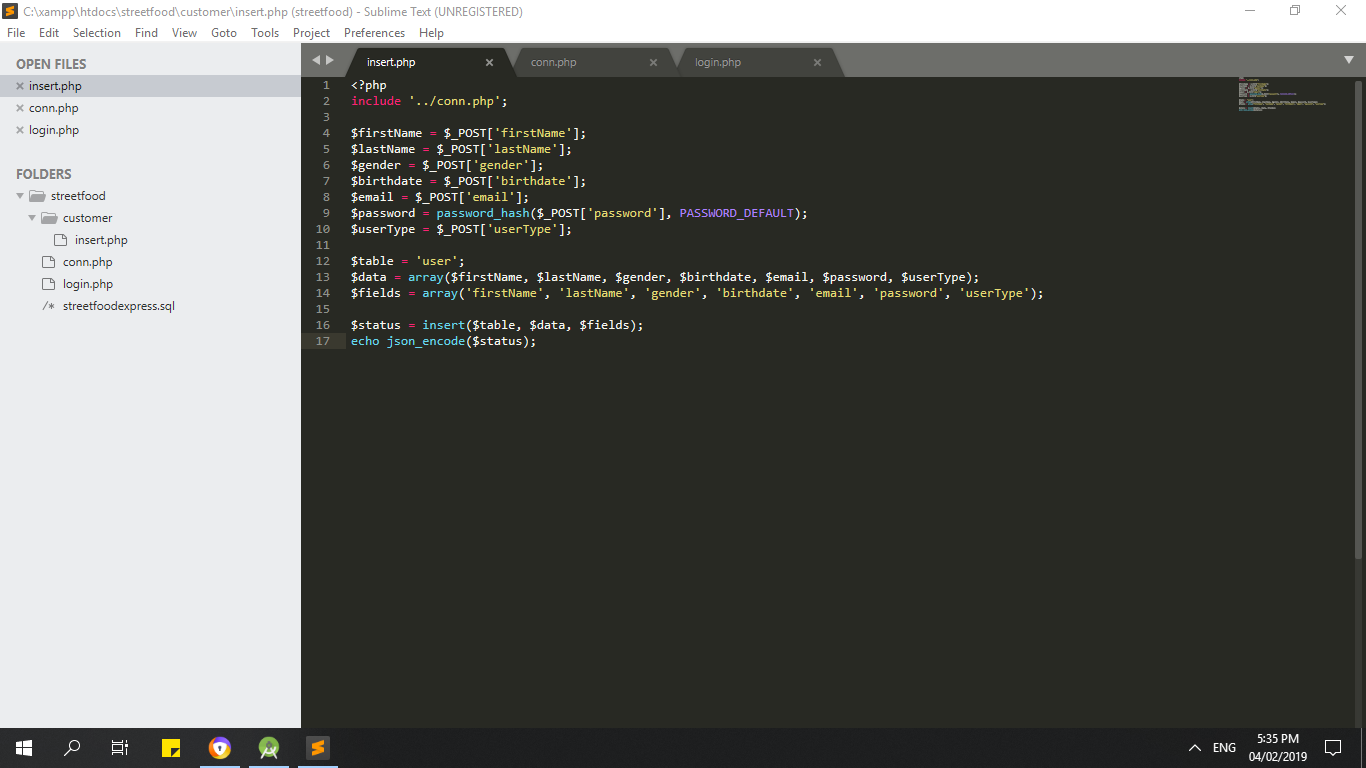 C:\xampp\htdocs\streetfood\customer\insert.php (streetfood) - Sublime Text (UNREGISTERED)
File Edit Selection Find View Goto Tools Project Preferences Help
OPEN FILES
insert.php
conn.php
login.php
FOLDERS
streetfood
customer
insert.php
conn.php
login.php
/* streetfoodexpress.sql
insert.php conn.php login.php
1 <?php
2 include '../conn.php';
3
4 $firstName = $_POST['firstName'];
5 $lastName = $_POST['lastName'];
6 $gender = $_POST['gender'];
7 $birthdate = $_POST['birthdate'];
8 $email = $_POST['email'];
9 $password = password_hash($_POST['password'], PASSWORD_DEFAULT);
10 $userType = $_POST['userType'];
11
12 $table = 'user';
13 $data = array($firstName, $lastName, $gender, $birthdate, $email, $password, $userType);
14 $fields = array('firstName', 'lastName', 'gender', 'birthdate', 'email', 'password', 'userType');
15
16 $status = insert($table, $data, $fields);
17 echo json_encode($status);
ENG
5:35 PM
04/02/2019